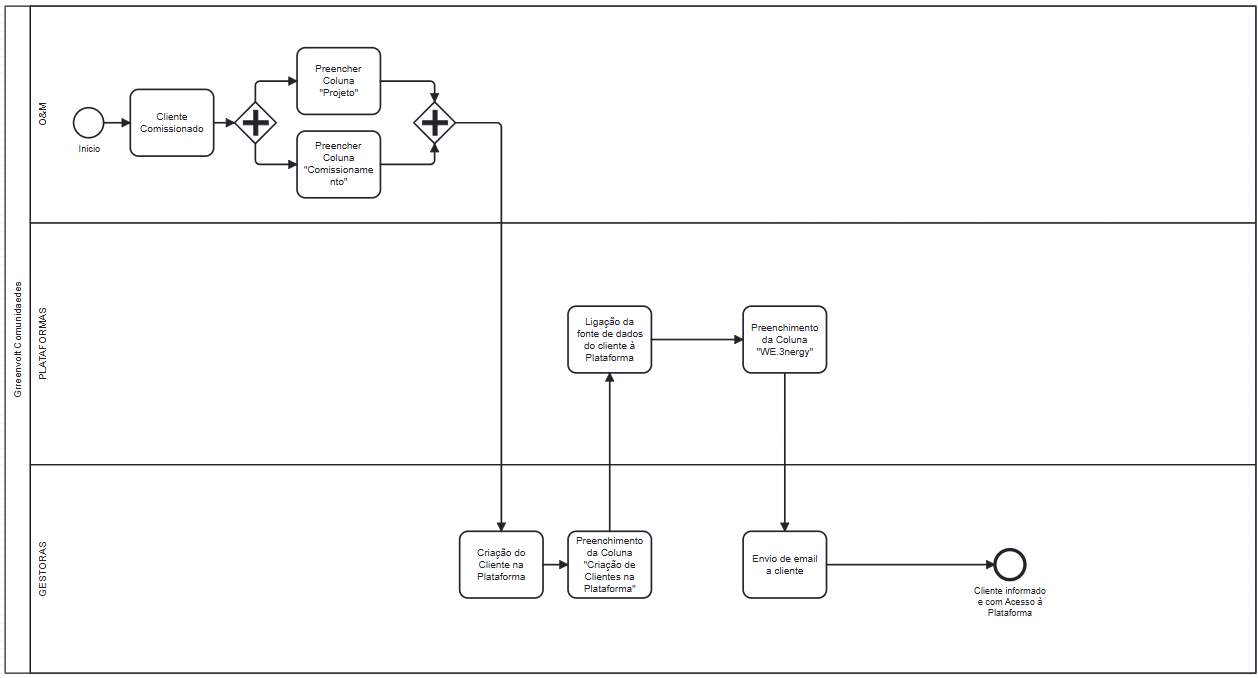 Grreenvolt Comunidaedes
O&M
Inicio
Cliente
Comissionado
Preencher
Coluna
"Projeto"
Preencher
Coluna
"Comissioname
nto"
PLATAFORMAS
Ligação da
fonte de dados
do cliente à
Plataforma
Preenchimento
da Coluna
"WE.3nergy"
GESTORAS
Criação do
Cliente na
Plataforma
Preenchimento
da Coluna
"Criação de
Clientes na
Plataforma"
Envio de email
a cliente
Cliente informado
e com Acesso à
Plataforma